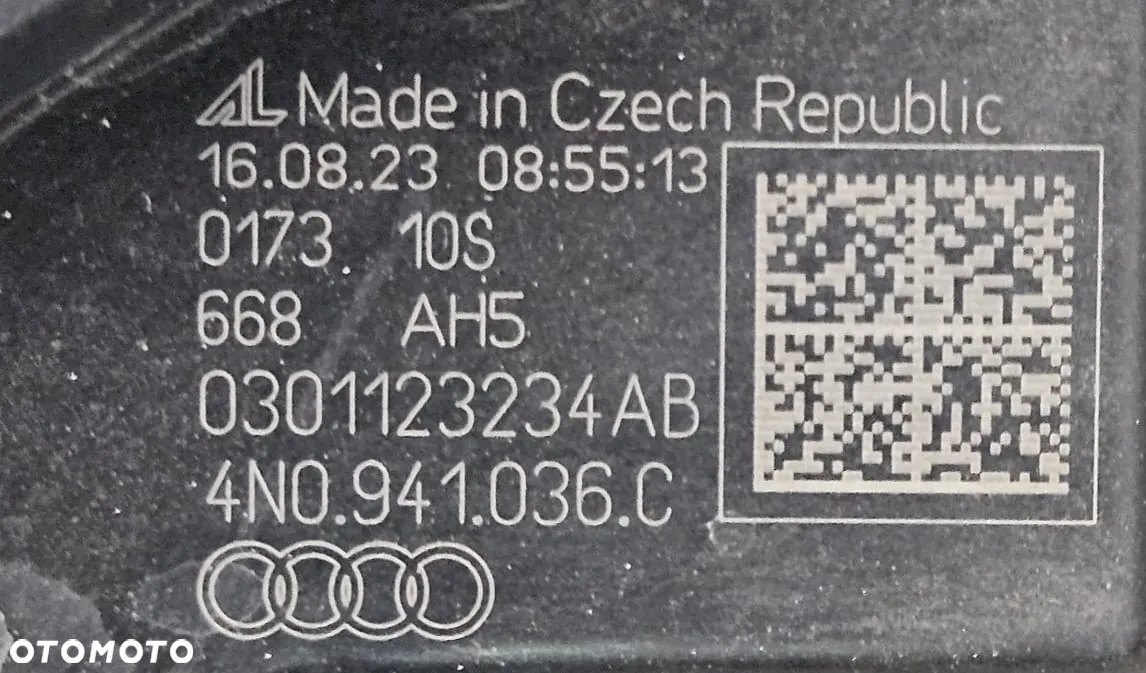 AL Made in Czech Republic
16.08.23 08:55:13
0173 10S
668 AH5
0301123234AB
4N0.941.036.C
OTOMOTO